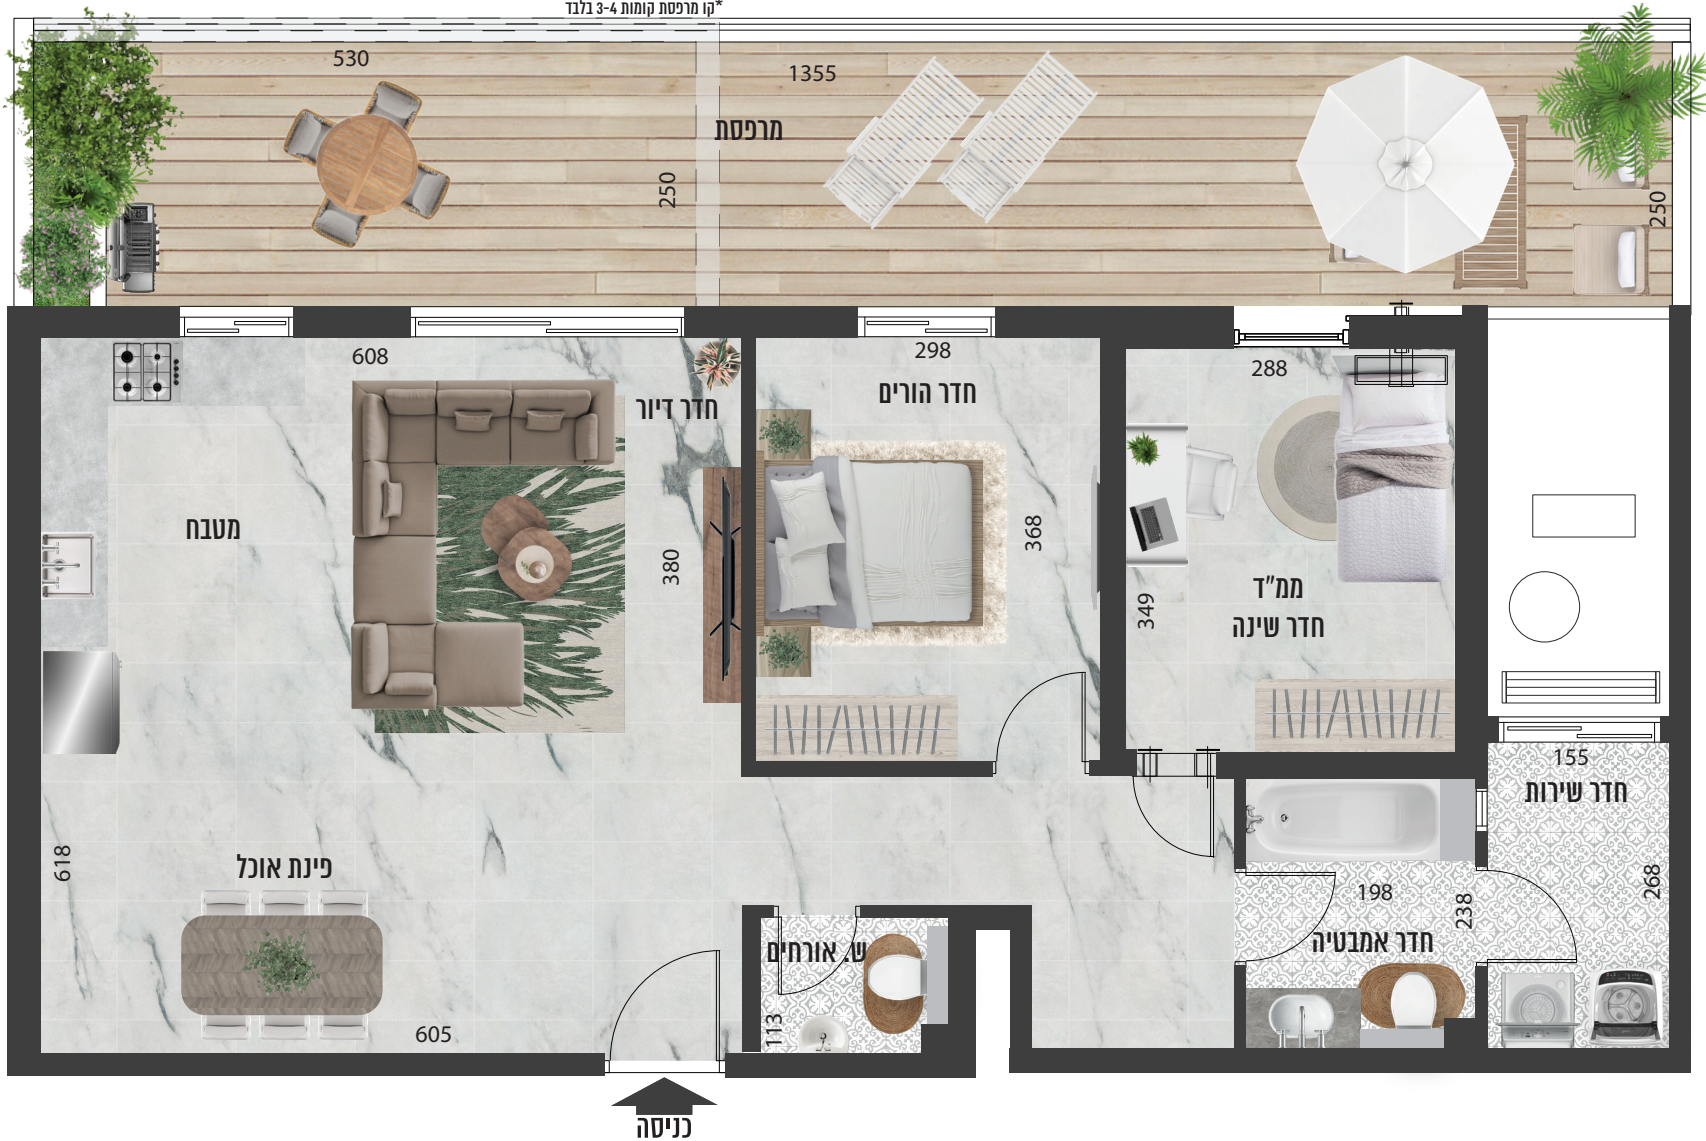 *קו מרפסת קומות 3-4 בלבד
530
1355
מרפסת
250
250
608
298
288
חדר דיור
חדר הורים
מטבח
380
368
349
ממ"ד
חדר שינה
155
חדר שירות
618
פינת אוכל
198
238
268
חדר אמבטיה
ש. אורחים
113
605
כניסה